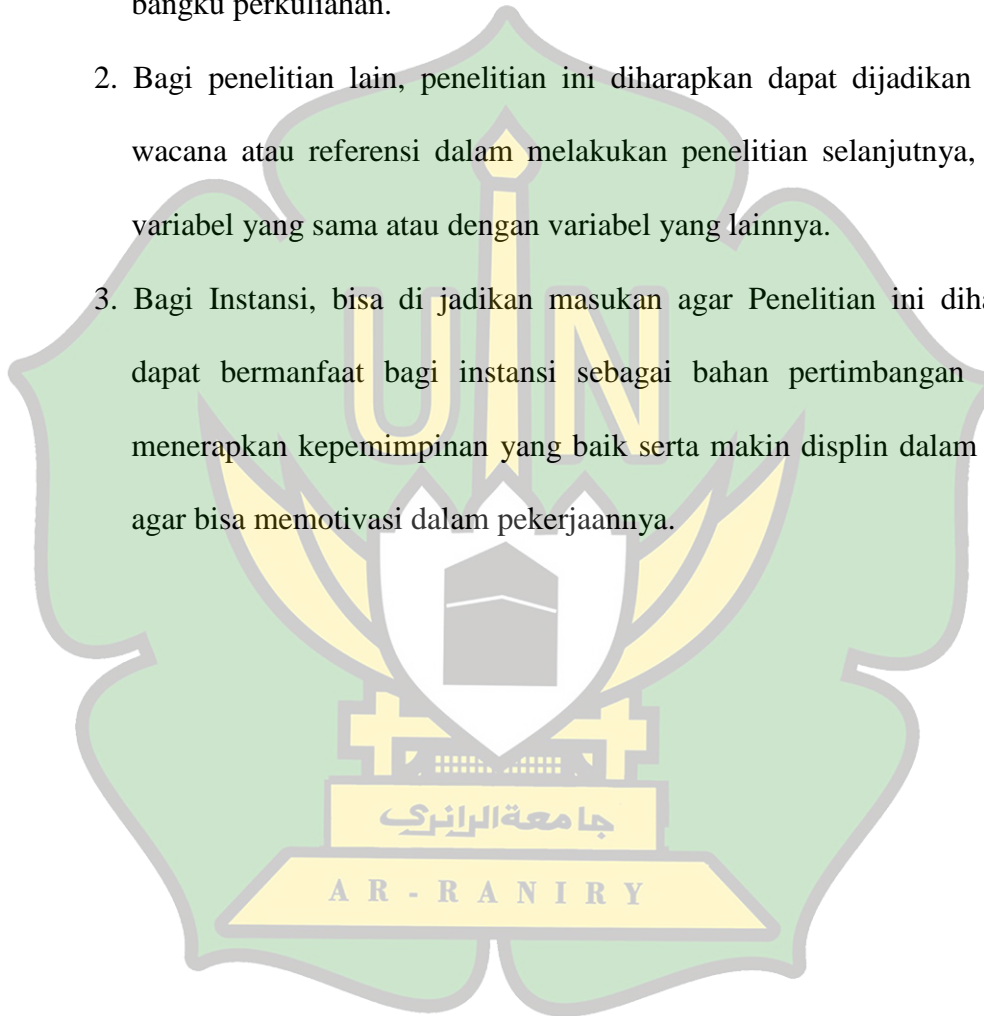 bangku perkuliahan.
2. Bagi penelitian lain, penelitian ini diharapkan dapat dijadikan
wacana atau referensi dalam melakukan penelitian selanjutnya,
variabel yang sama atau dengan variabel yang lainnya.
3. Bagi Instansi, bisa di jadikan masukan agar Penelitian ini diha
dapat bermanfaat bagi instansi sebagai bahan pertimbangan
menerapkan kepemimpinan yang baik serta makin displin dalam
agar bisa memotivasi dalam pekerjaannya.
UIN
جامعة الرانري
AR-RANIRY